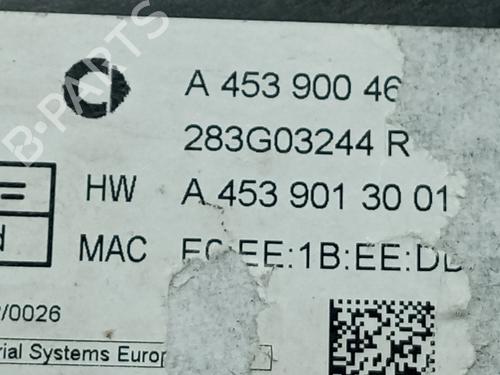 B-PARTS
A 453 900 46
283G03244 R
HW A 453 901 30 01
MAC EC:EE:1B:EE:DD
/0026
rial Systems Europ